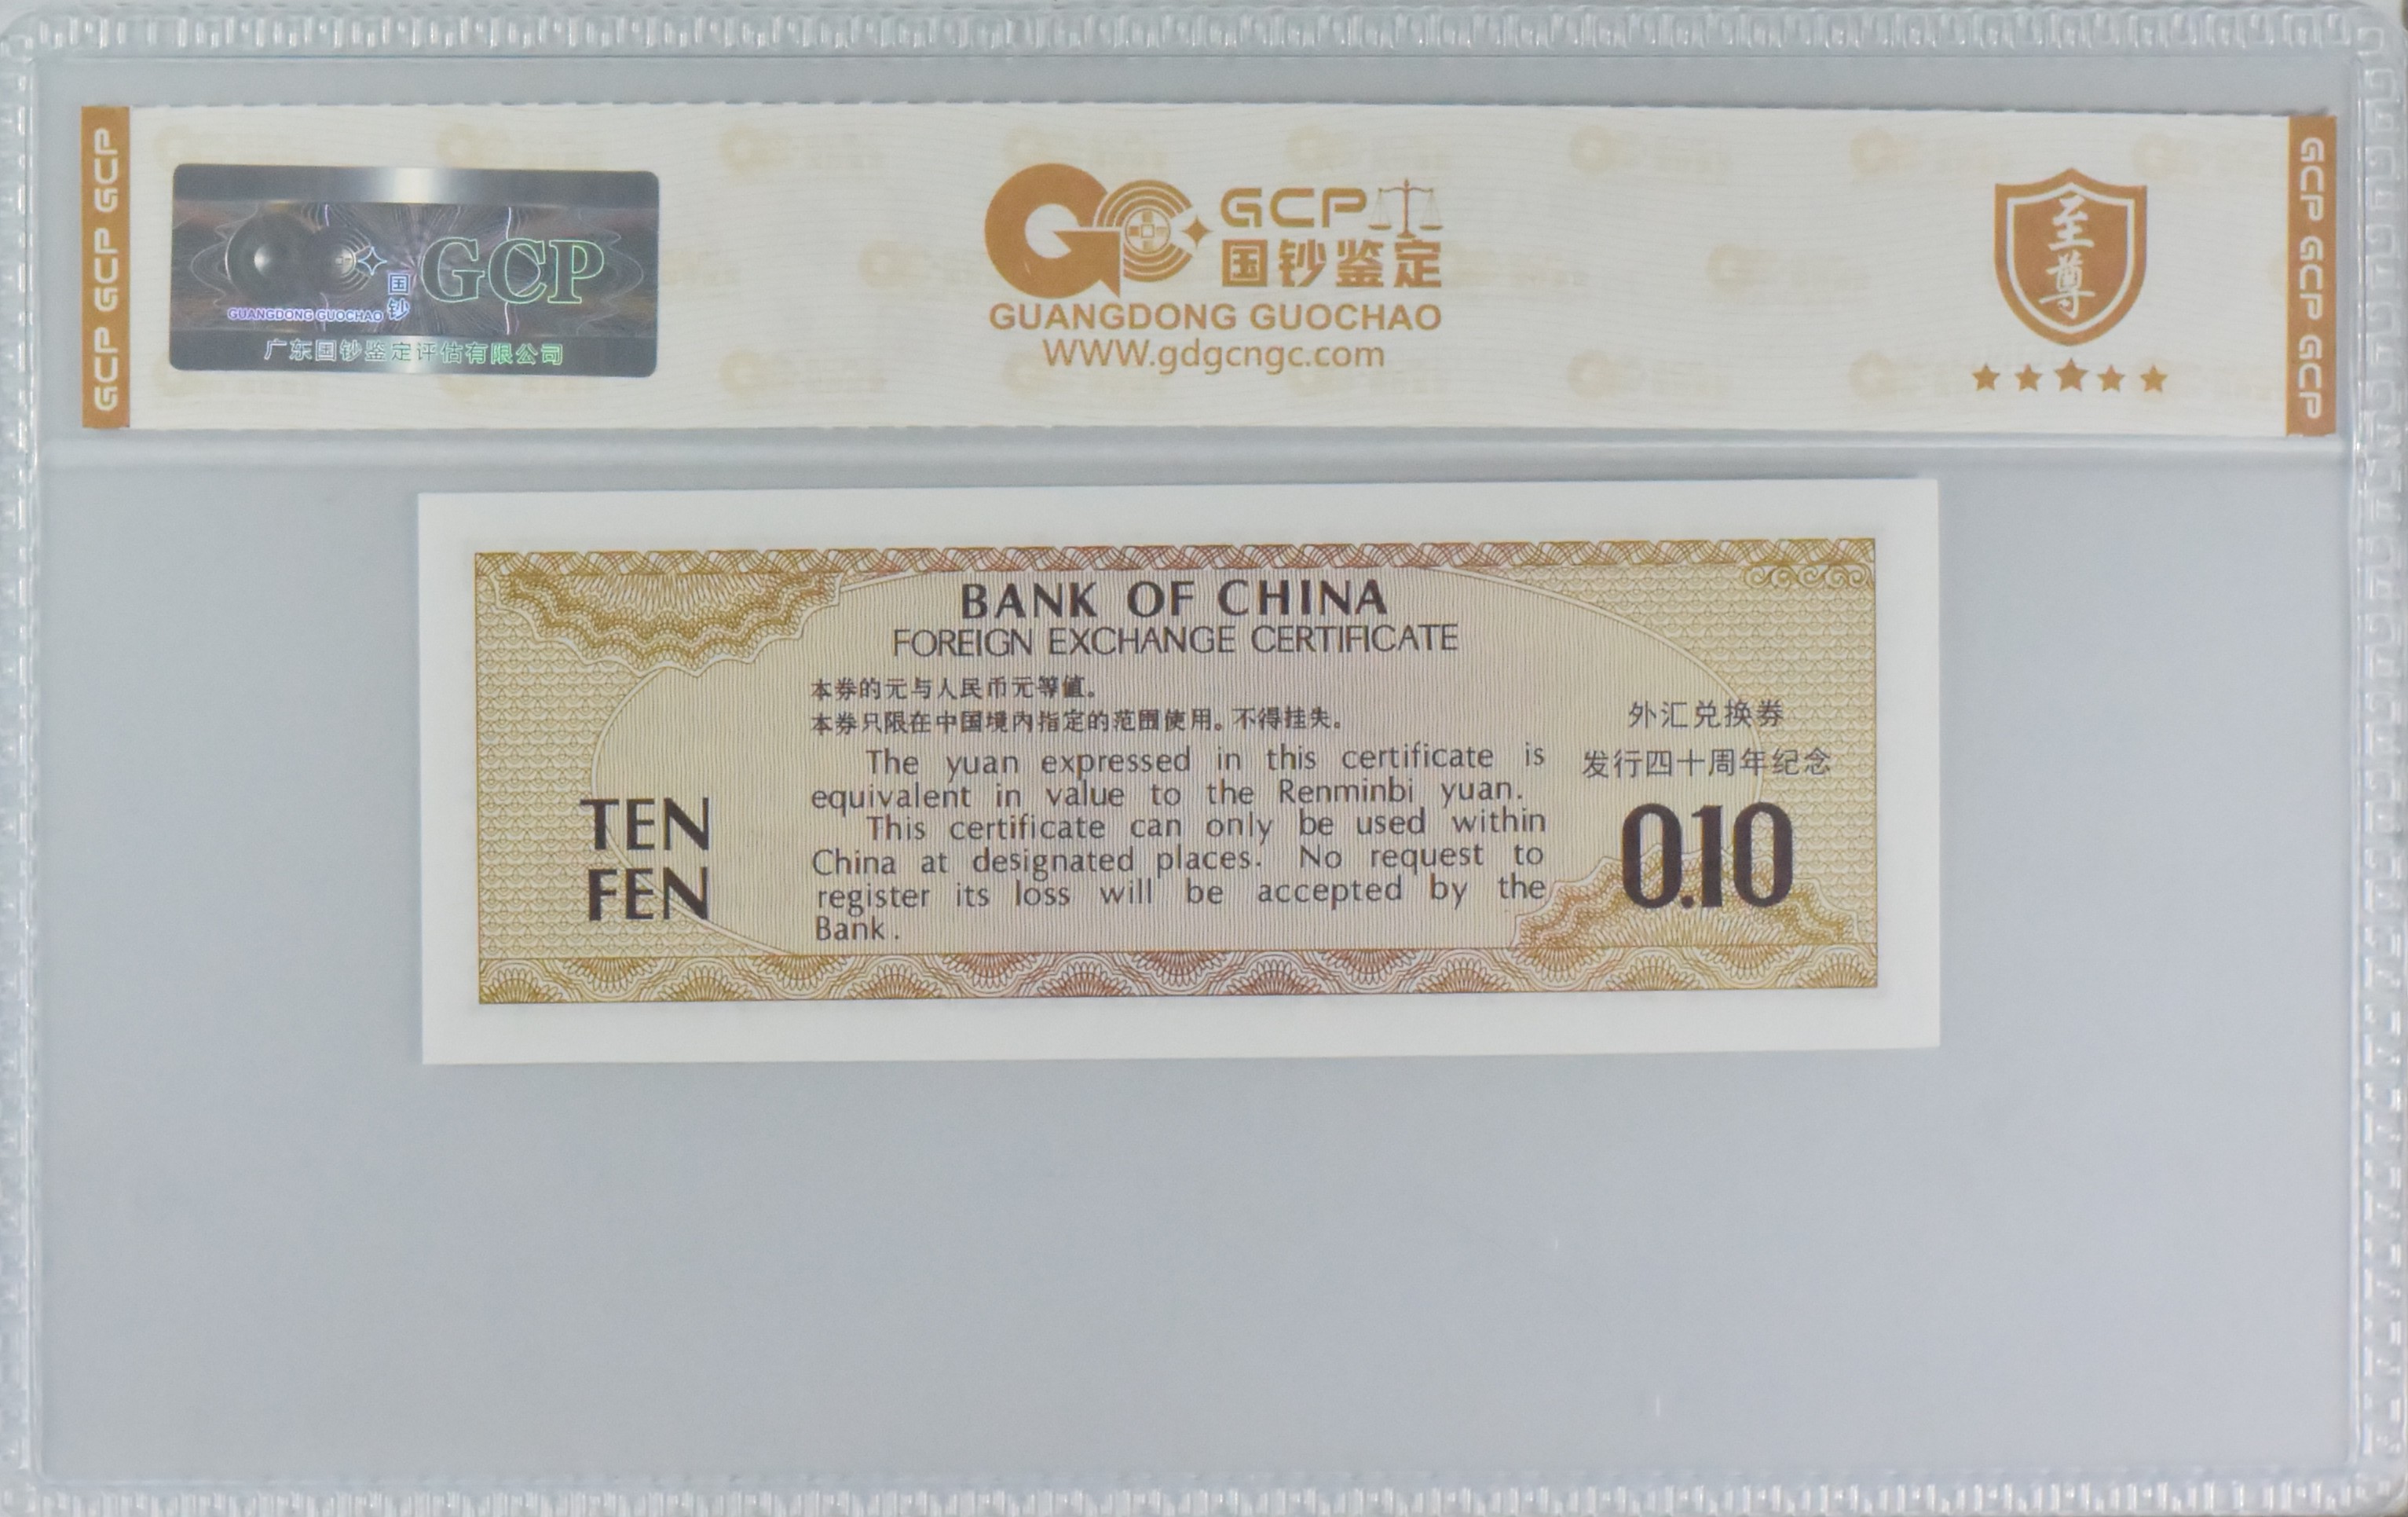 GCP GCP GCP
国钞 GCP
GUANGDONG GUOCHAO
广东国钞鉴定评估有限公司
GCP
国钞鉴定
GUANGDONG GUOCHAO
WWW.gdgcngc.com
至尊
GCP GCP GCP
BANK OF CHINA
FOREIGN EXCHANGE CERTIFICATE
本券的元与人民币元等值。
本券只限在中国境内指定的范围使用。不得挂失。
The yuan expressed in this certificate is
equivalent in value to the Renminbi yuan.
This certificate can only be used within
China at designated places. No request to
register its loss will be accepted by the
Bank.
TEN
FEN
外汇兑换券
发行四十周年纪念
0.10